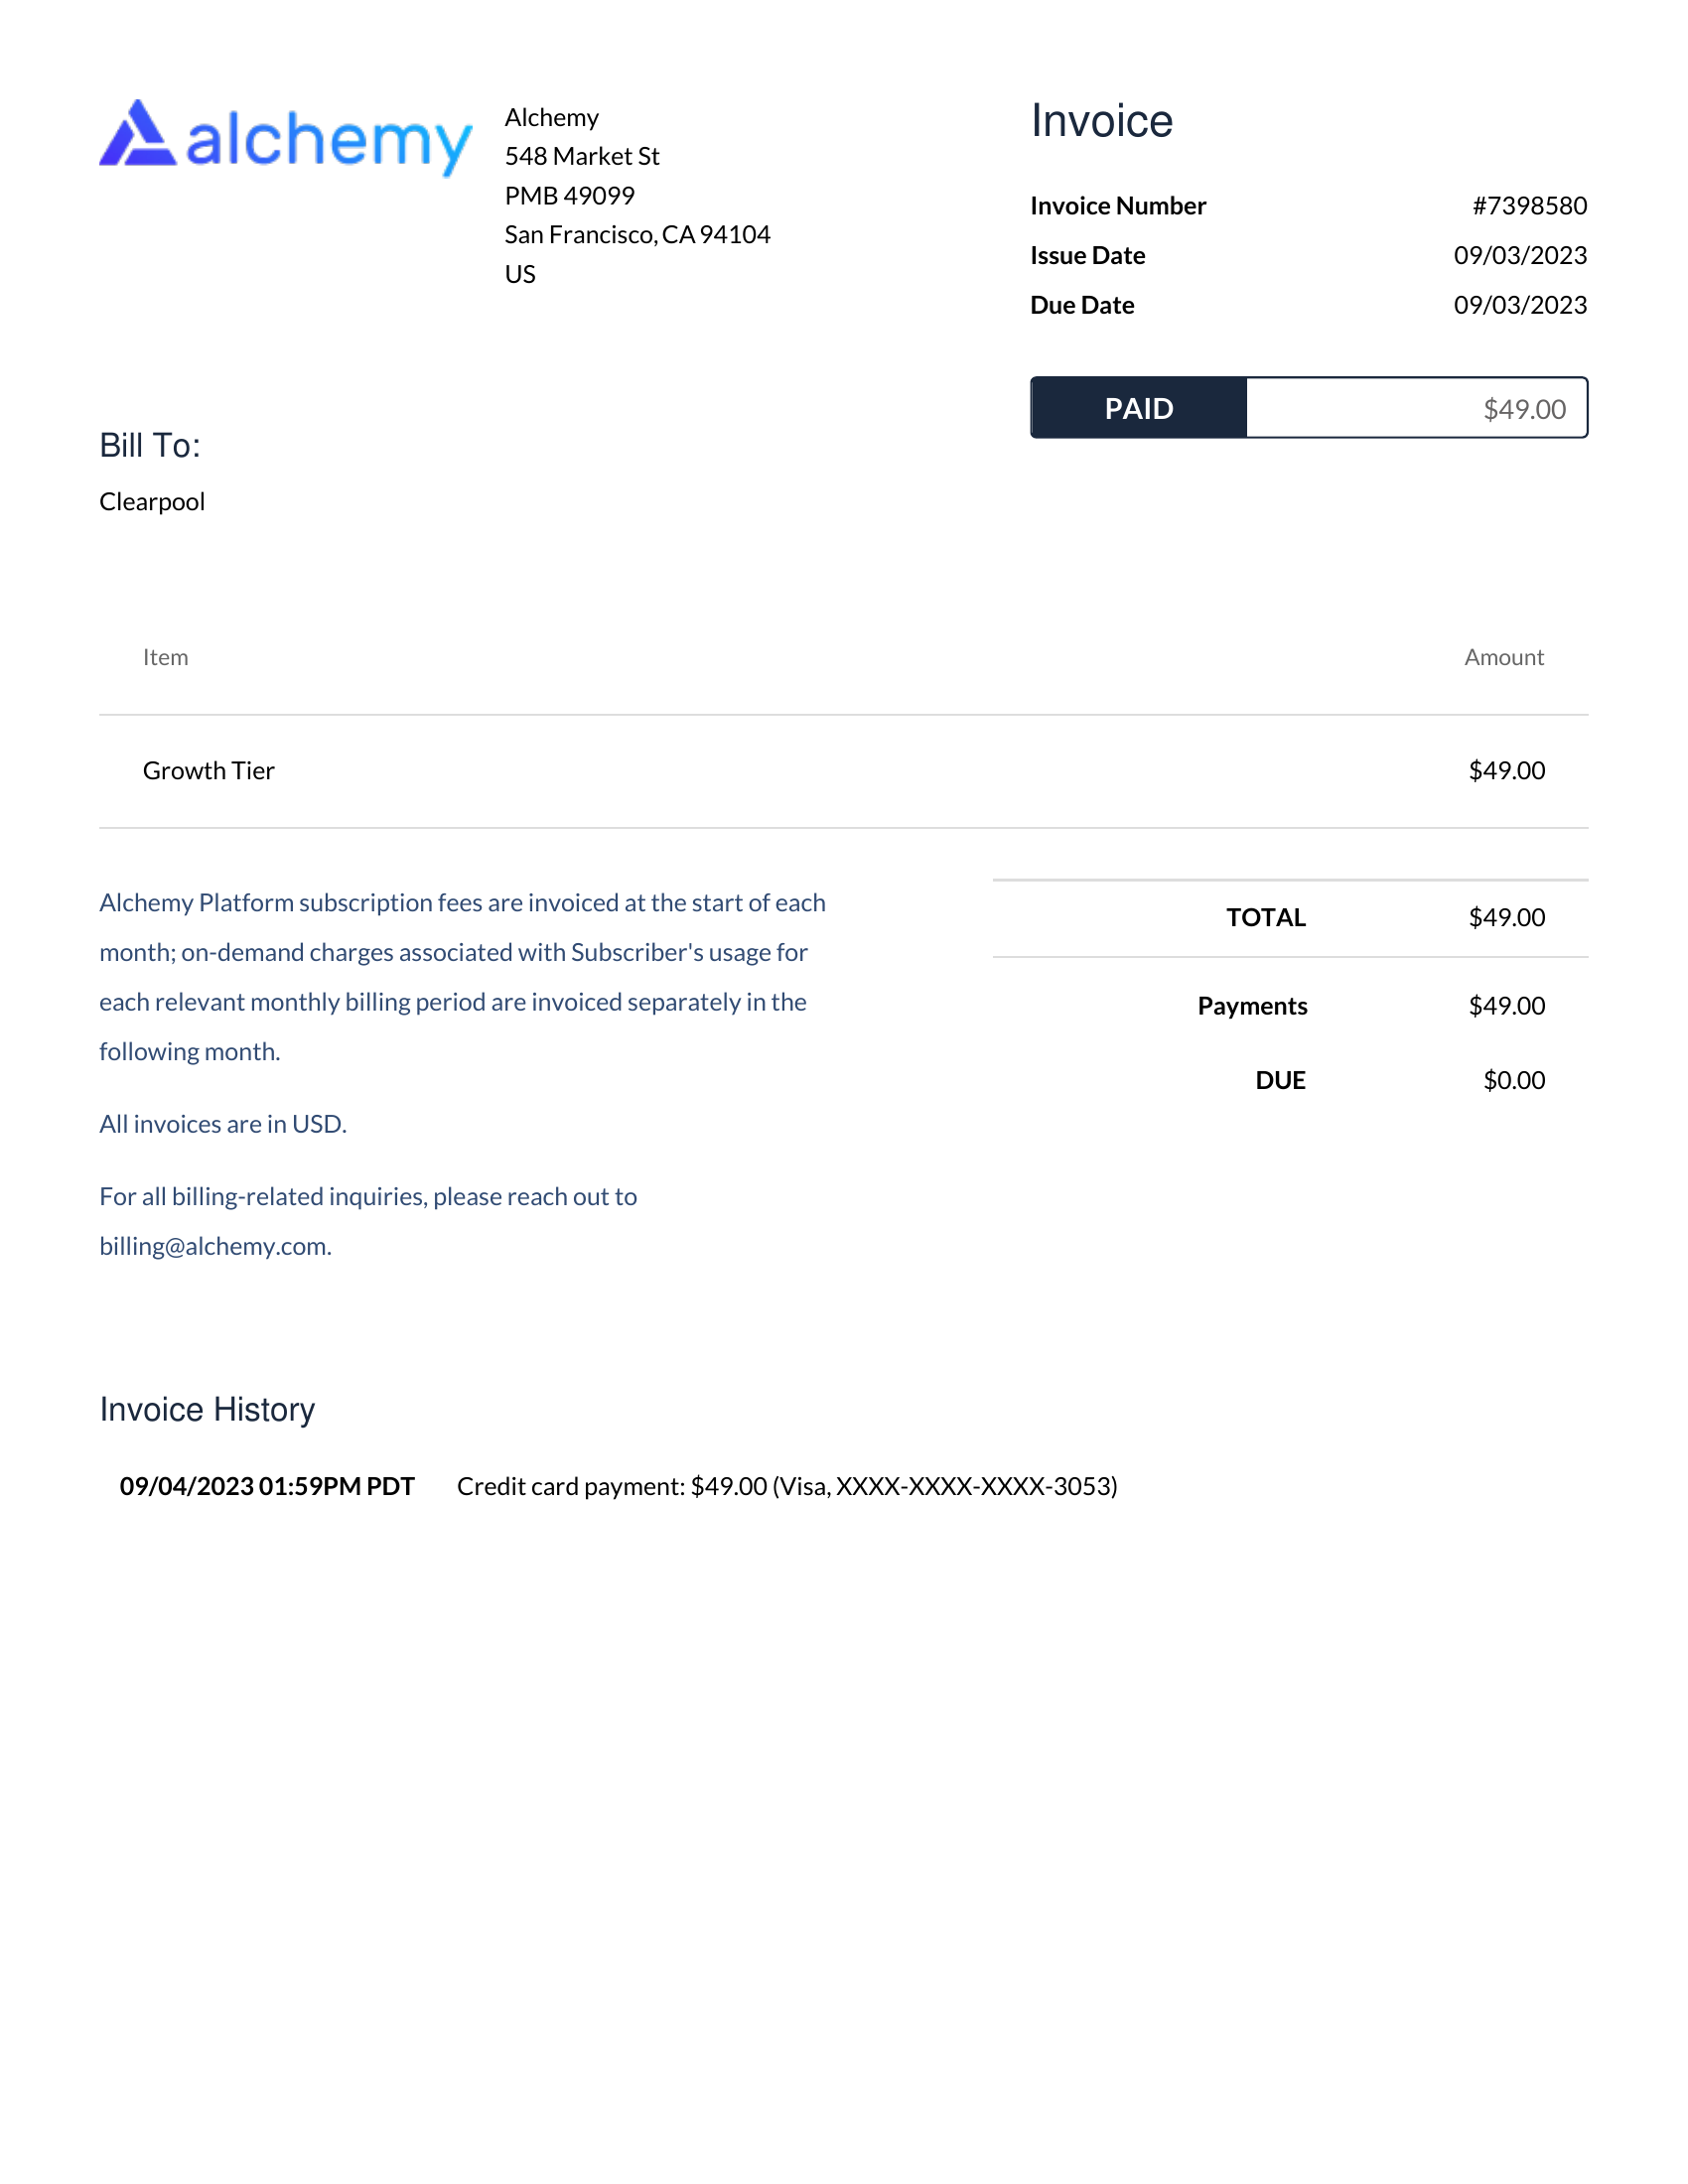 alchemy
Alchemy
548 Market St
PMB 49099
San Francisco, CA 94104
US
Invoice
Invoice Number #7398580
Issue Date 09/03/2023
Due Date 09/03/2023
PAID $49.00
Bill To:
Clearpool
Item Amount
Growth Tier $49.00
Alchemy Platform subscription fees are invoiced at the start of each
month; on-demand charges associated with Subscriber's usage for
each relevant monthly billing period are invoiced separately in the
following month.
All invoices are in USD.
For all billing-related inquiries, please reach out to
billing@alchemy.com.
TOTAL $49.00
Payments $49.00
DUE $0.00
Invoice History
09/04/2023 01:59PM PDT Credit card payment: $49.00 (Visa, XXXX-XXXX-XXXX-3053)